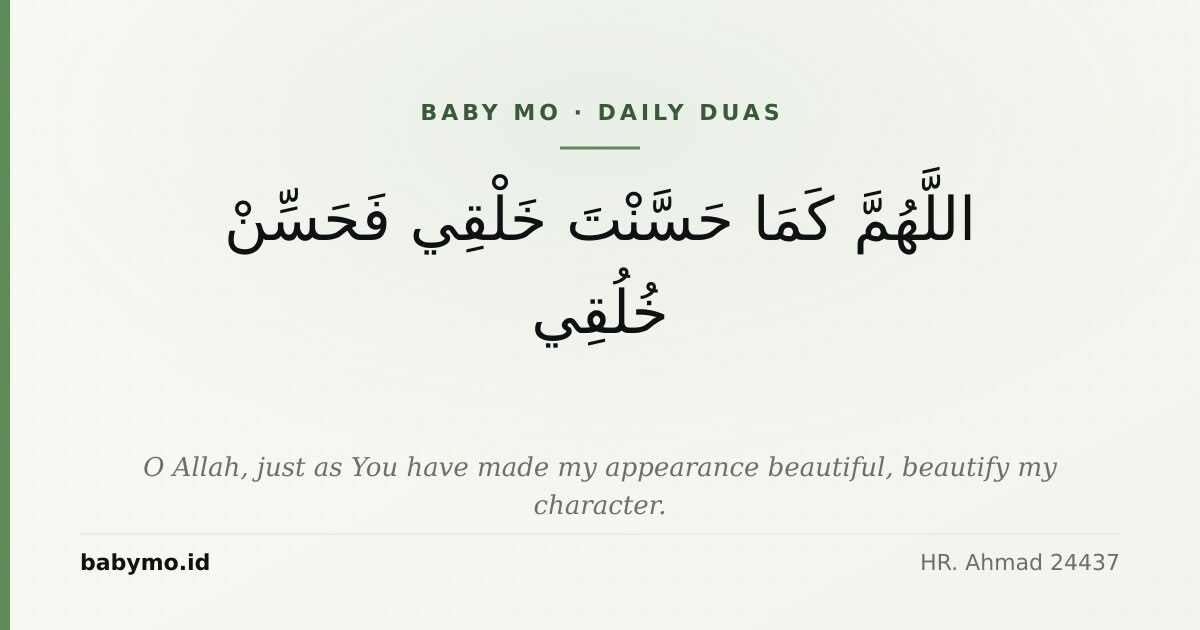 BABY MO · DAILY DUAS
اللَّهُمَّ كَمَا حَسَّنْتَ خَلْقِي فَحَسِّنْ
خُلُقِي
O Allah, just as You have made my appearance beautiful, beautify my
character.
babymo.id
HR. Ahmad 24437